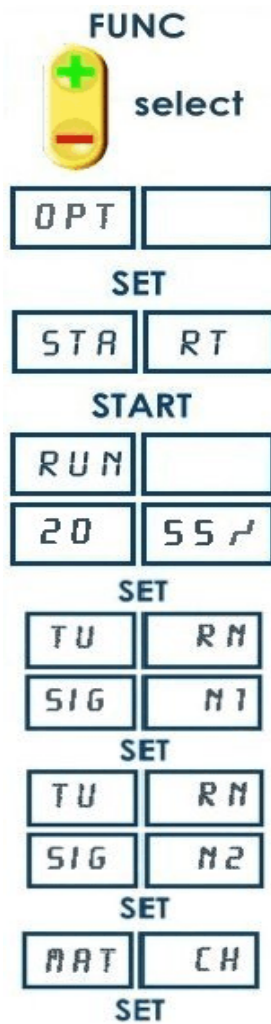 FUNC
+ select
-
OPT
SET
STA RT
START
RUN
20 55
SET
TU RN
SIG N1
SET
TU RN
SIG N2
SET
MAT CH
SET